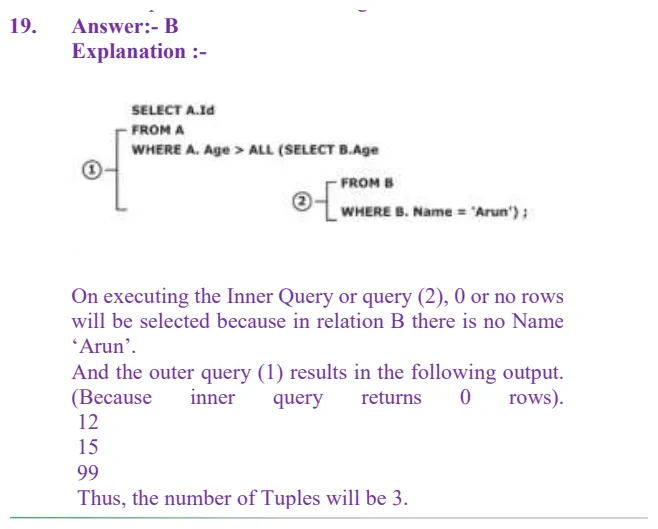 19. Answer:- B
Explanation :-
SELECT A.Id
FROM A
WHERE A. Age > ALL (SELECT B.Age
1
FROM B
2
WHERE B. Name = 'Arun') ;
On executing the Inner Query or query (2), 0 or no rows
will be selected because in relation B there is no Name
‘Arun’.
And the outer query (1) results in the following output.
(Because inner query returns 0 rows).
12
15
99
Thus, the number of Tuples will be 3.